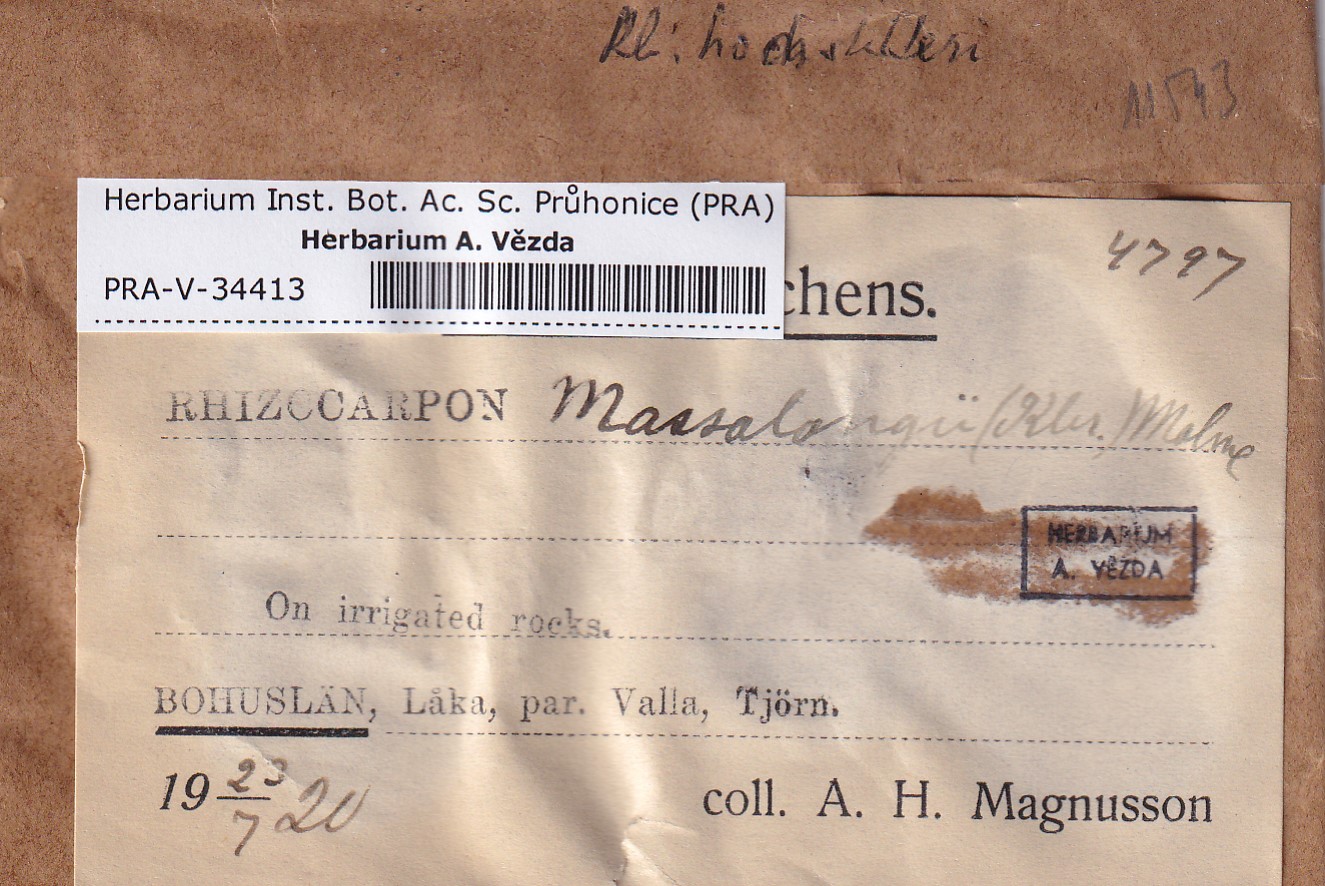 Rh: hochstetteri
11543
Herbarium Inst. Bot. Ac. Sc. Průhonice (PRA)
Herbarium A. Vězda
PRA-V-34413
4797
chens.
RHIZOCARPON Massalongii (Kbr.) Malme
HERBARIUM
A. VĚZDA
On irrigated rocks.
BOHUSLÄN, Låka, par. Valla, Tjörn.
19 23/7 20
coll. A. H. Magnusson